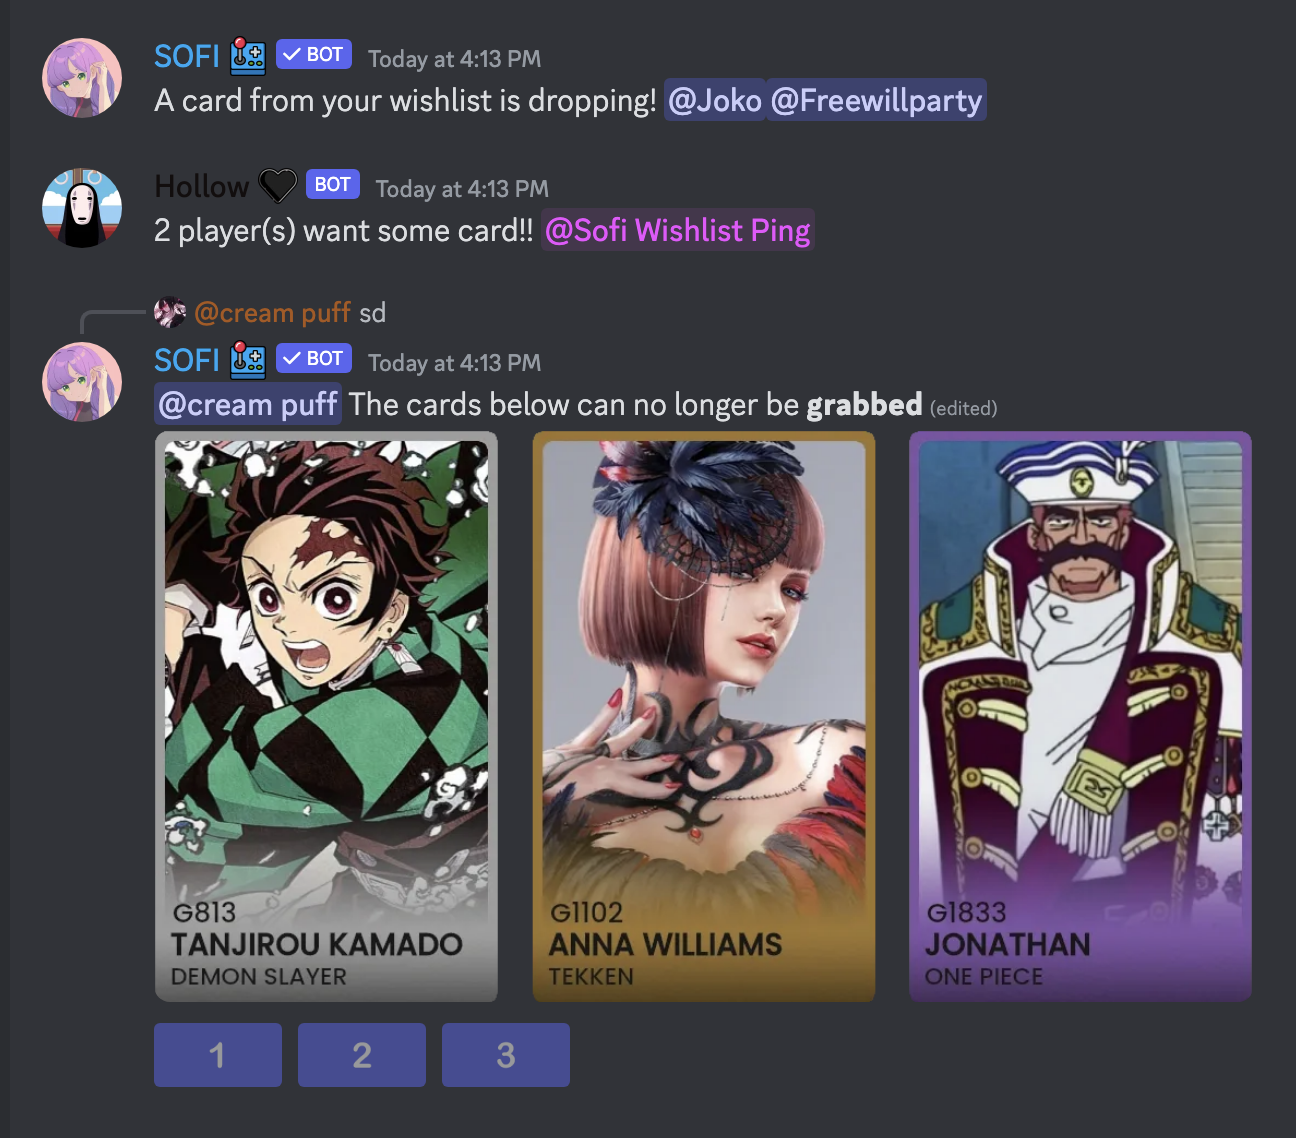 SOFI BOT Today at 4:13 PM
A card from your wishlist is dropping! @Joko @Freewillparty
Hollow BOT Today at 4:13 PM
2 player(s) want some card!! @Sofi Wishlist Ping
@cream puff sd
SOFI BOT Today at 4:13 PM
@cream puff The cards below can no longer be grabbed (edited)
G813
TANJIROU KAMADO
DEMON SLAYER
G1102
ANNA WILLIAMS
TEKKEN
G1833
JONATHAN
ONE PIECE
1 2 3